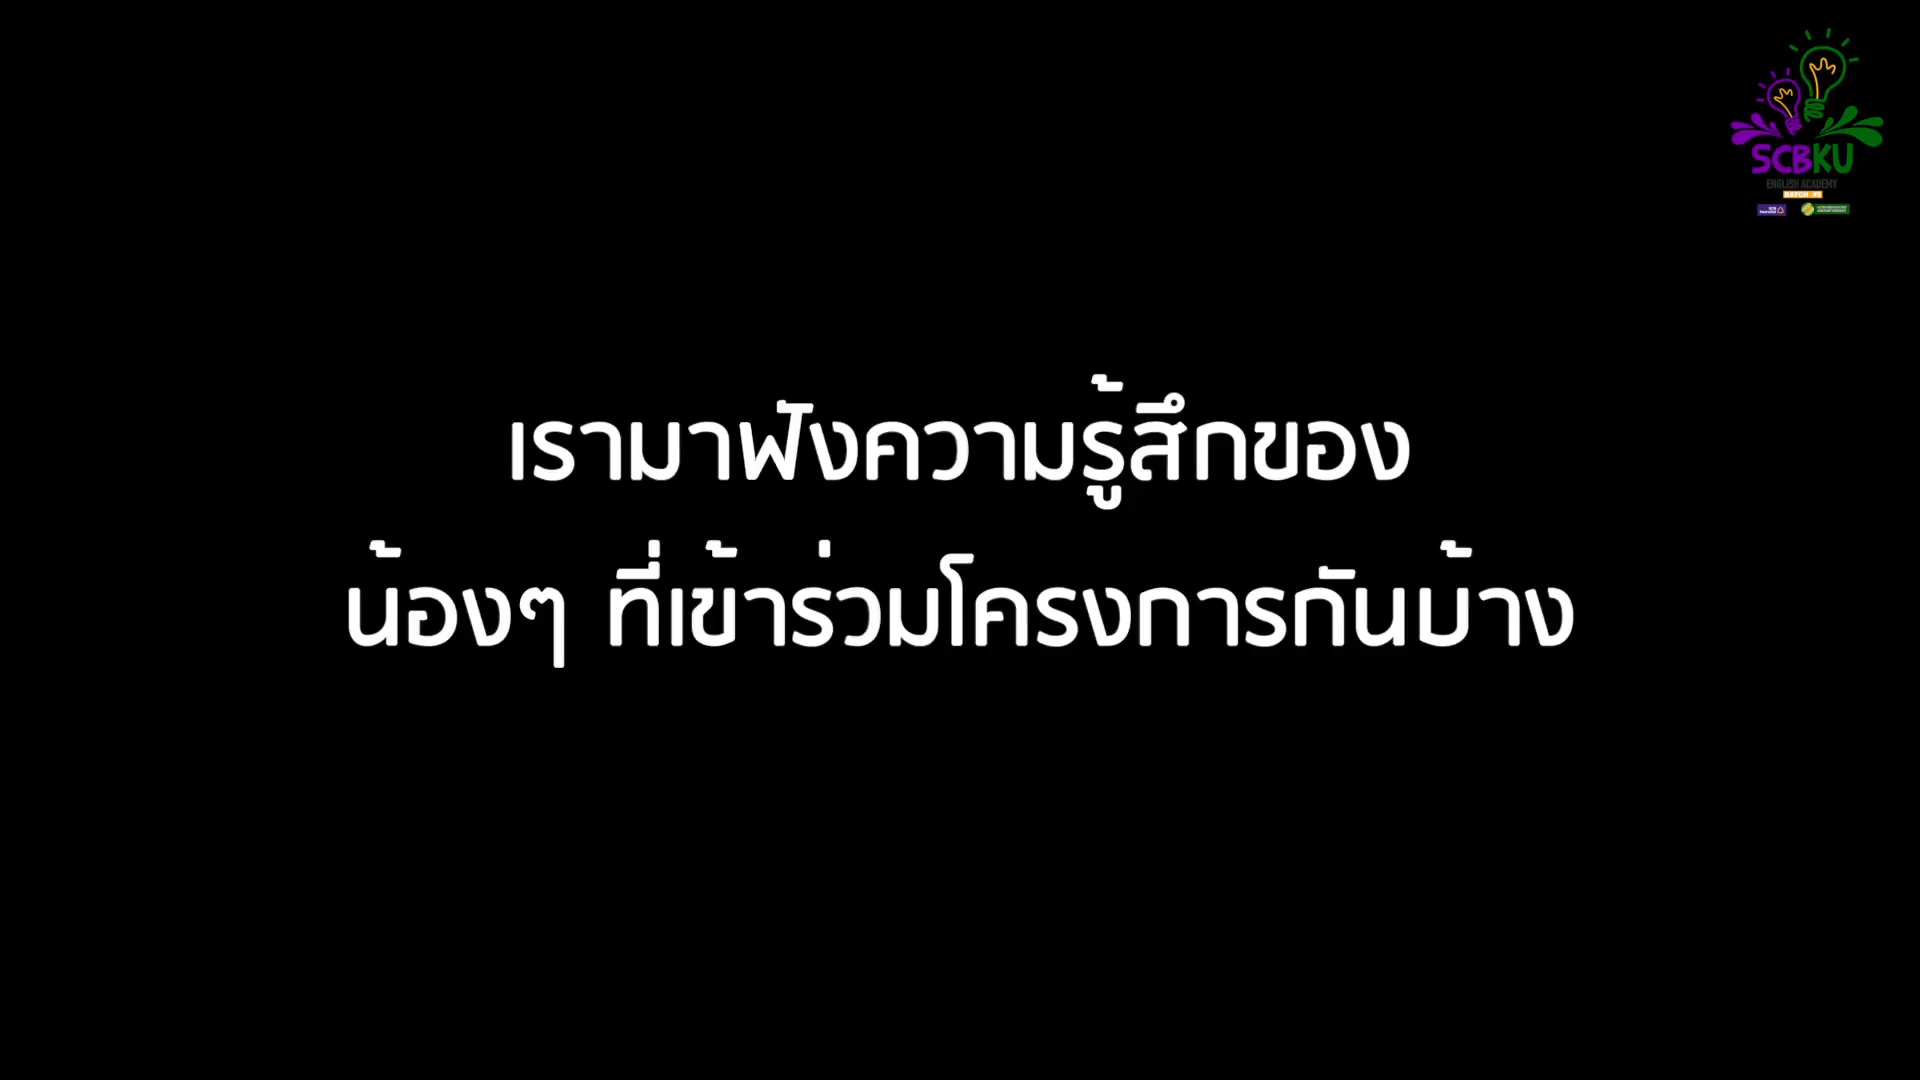 SCBKU
ENGLISH ACADEMY
BATCH #5
เรามาฟังความรู้สึกของ
น้องๆ ที่เข้าร่วมโครงการกันบ้าง